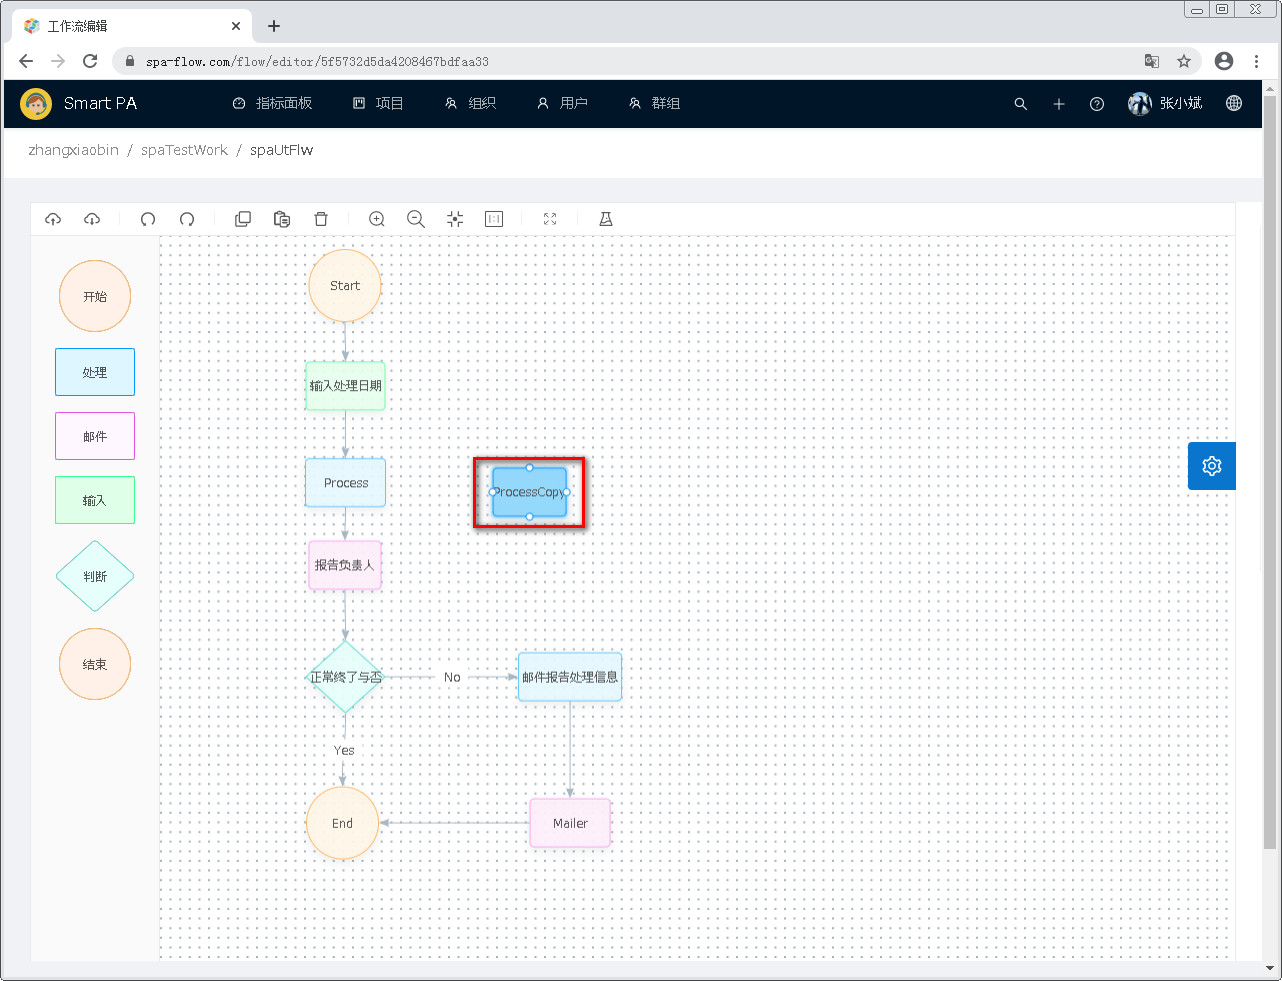 工作流编辑
spa-flow.com/flow/editor/5f5732d5da4208467bdfaa33
Smart PA
指标面板
项目
组织
用户
群组
张小斌
zhangxiaobin / spaTestWork / spaUtFlw
开始
处理
邮件
输入
判断
结束
Start
输入处理日期
Process
ProcessCopy
报告负责人
正常终了与否
No
邮件报告处理信息
Yes
End
Mailer